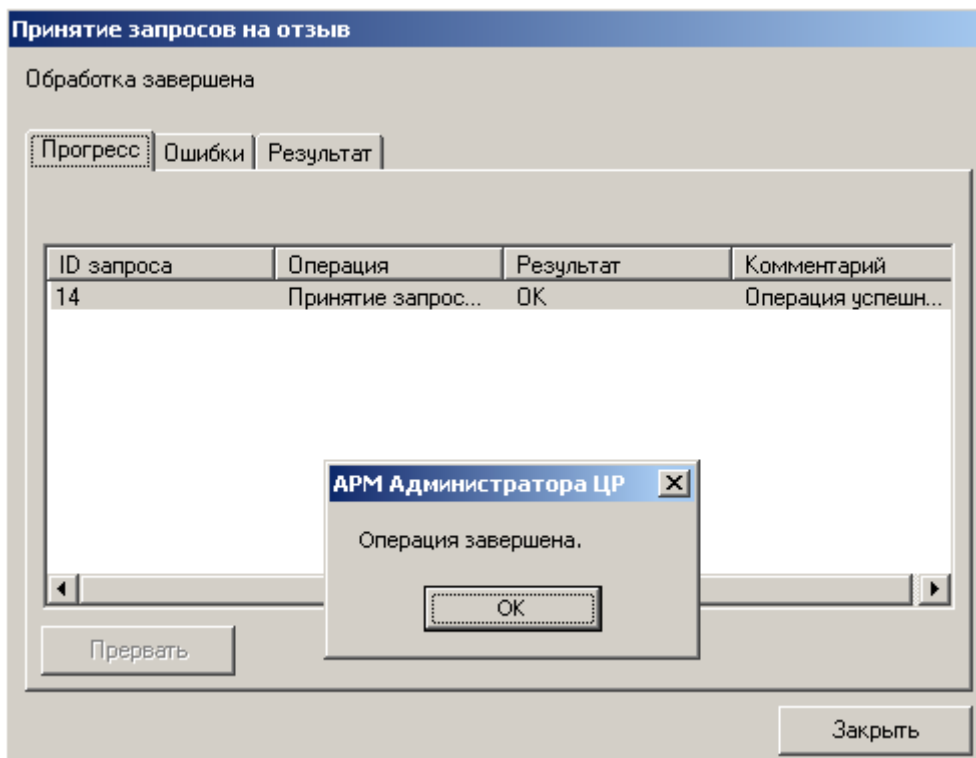 Принятие запросов на отзыв
Обработка завершена
Прогресс Ошибки Результат
ID запроса Операция Результат Комментарий
14 Принятие запрос... OK Операция успешн...
АРМ Администратора ЦР
Операция завершена.
OK
Прервать
Закрыть